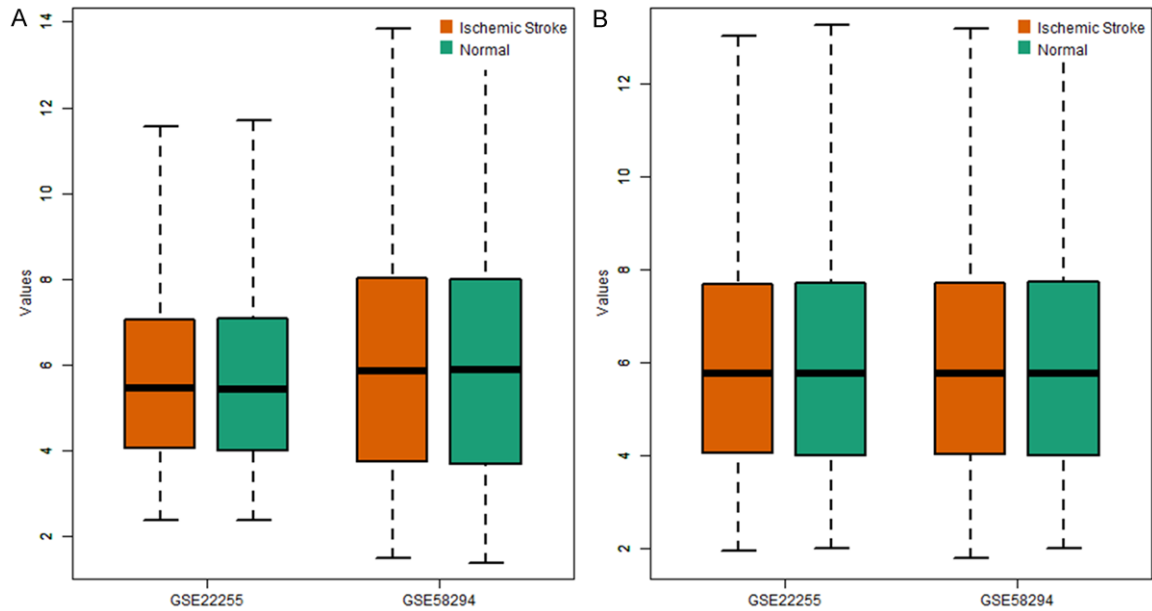 A
Ischemic Stroke
Normal
14
12
10
8
6
4
2
Values
GSE22255
GSE58294
B
Ischemic Stroke
Normal
12
10
8
6
4
2
Values
GSE22255
GSE58294